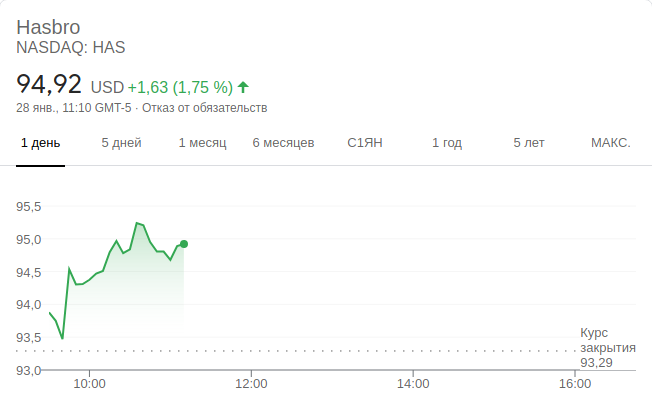 Hasbro
NASDAQ: HAS
94,92 USD +1,63 (1,75 %)
28 янв., 11:10 GMT-5 · Отказ от обязательств
1 день 5 дней 1 месяц 6 месяцев С1ЯН 1 год 5 лет МАКС.
95,5
95,0
94,5
94,0
93,5
93,0
Курс
закрытия
93,29
10:00 12:00 14:00 16:00